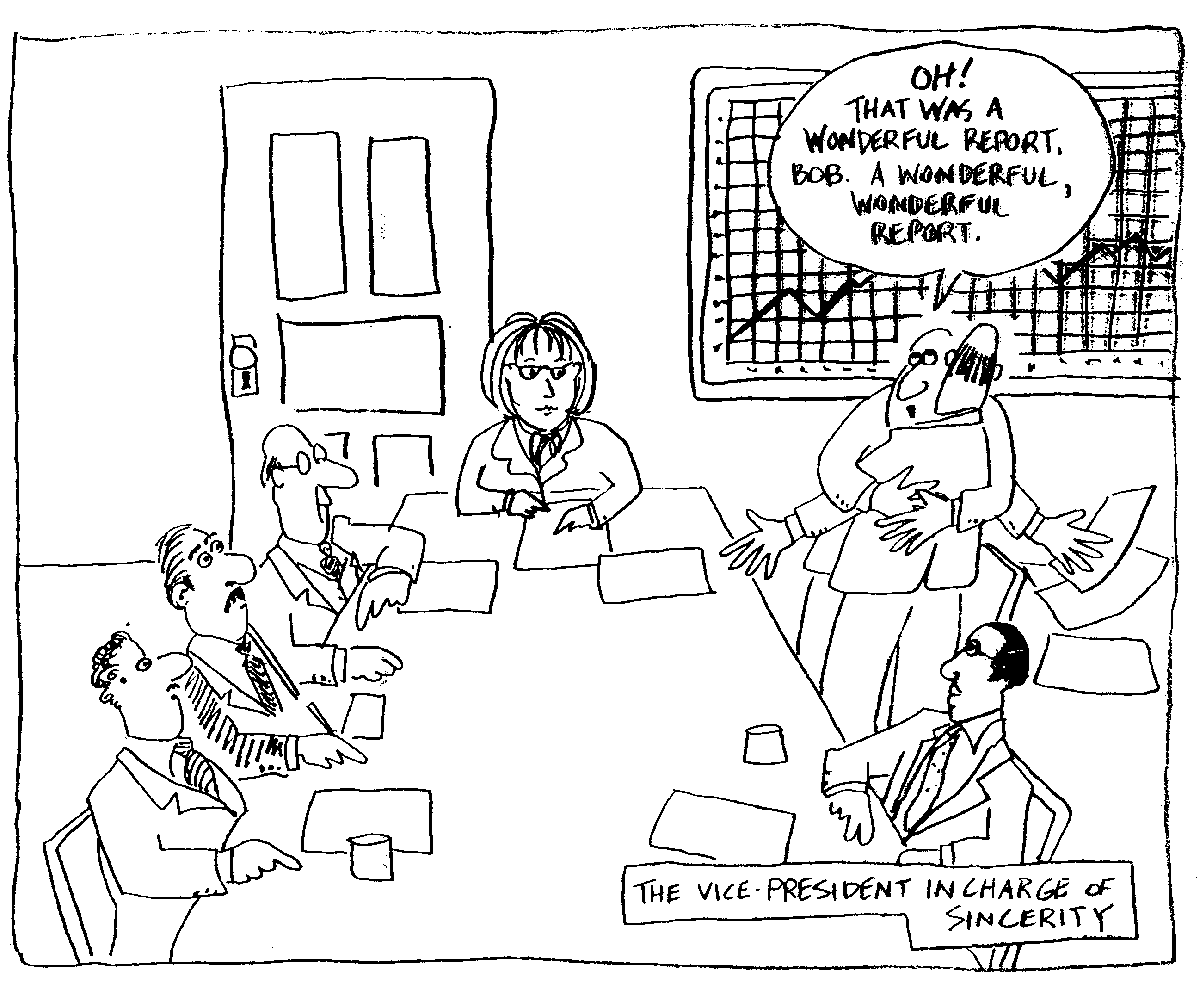 OH!
THAT WAS A
WONDERFUL REPORT,
BOB. A WONDERFUL,
WONDERFUL
REPORT.
THE VICE-PRESIDENT IN CHARGE OF
SINCERITY